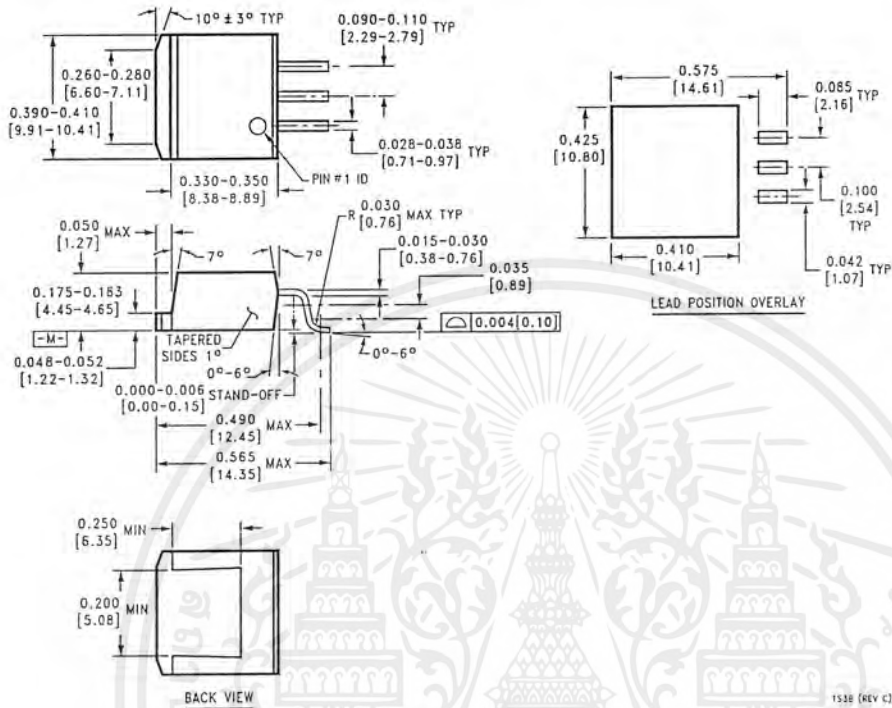 10° ± 3° TYP
0.260-0.280
[6.60-7.11]
0.390-0.410
[9.91-10.41]
0.090-0.110 TYP
[2.29-2.79]
0.028-0.038 TYP
[0.71-0.97]
PIN #1 ID
0.330-0.350
[8.38-8.89]
0.575
[14.61]
0.085 TYP
[2.16]
0.425
[10.80]
0.100
[2.54]
TYP
0.410
[10.41]
0.042 TYP
[1.07]
LEAD POSITION OVERLAY
0.050 MAX
[1.27]
7°
7°
R 0.030 MAX TYP
[0.76]
0.015-0.030
[0.38-0.76]
0.035
[0.89]
0.175-0.183
[4.45-4.65]
-M-
0.048-0.052
[1.22-1.32]
TAPERED
SIDES 1°
0°-6°
0°-6°
0.004[0.10]
0.000-0.006 STAND-OFF
[0.00-0.15]
0.490 MAX
[12.45]
0.565 MAX
[14.35]
0.250 MIN
[6.35]
0.200 MIN
[5.08]
BACK VIEW
(REV C)